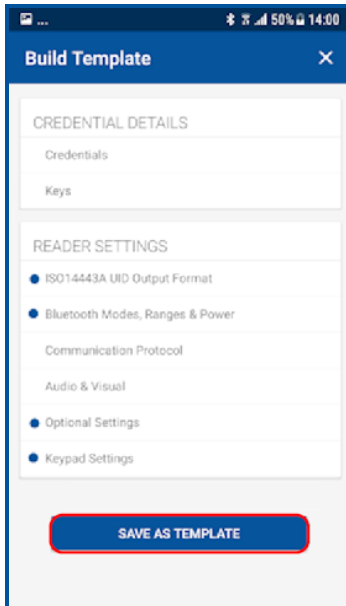 ... 50% 14:00
Build Template ×
CREDENTIAL DETAILS
Credentials
Keys
READER SETTINGS
ISO14443A UID Output Format
Bluetooth Modes, Ranges & Power
Communication Protocol
Audio & Visual
Optional Settings
Keypad Settings
SAVE AS TEMPLATE